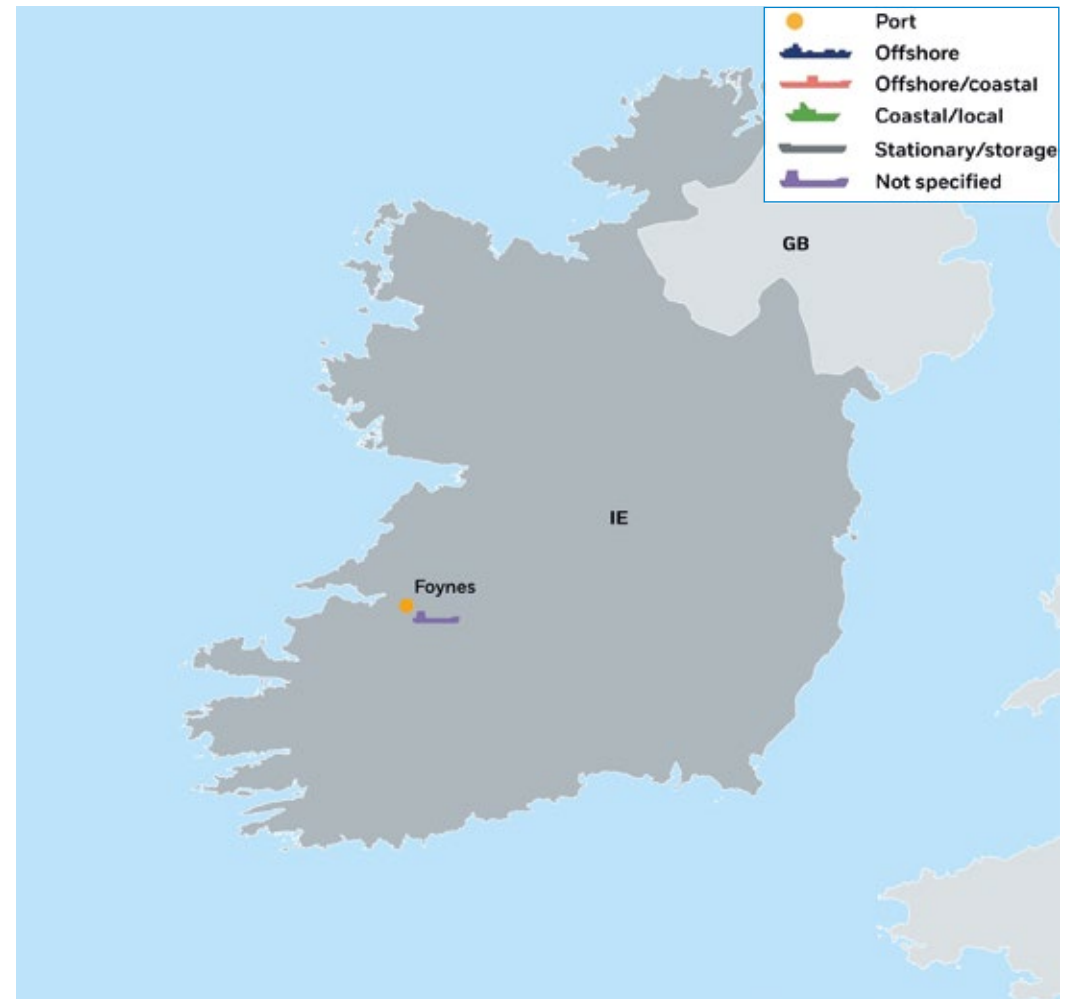 Port
Offshore
Offshore/coastal
Coastal/local
Stationary/storage
Not specified
GB
IE
Foynes